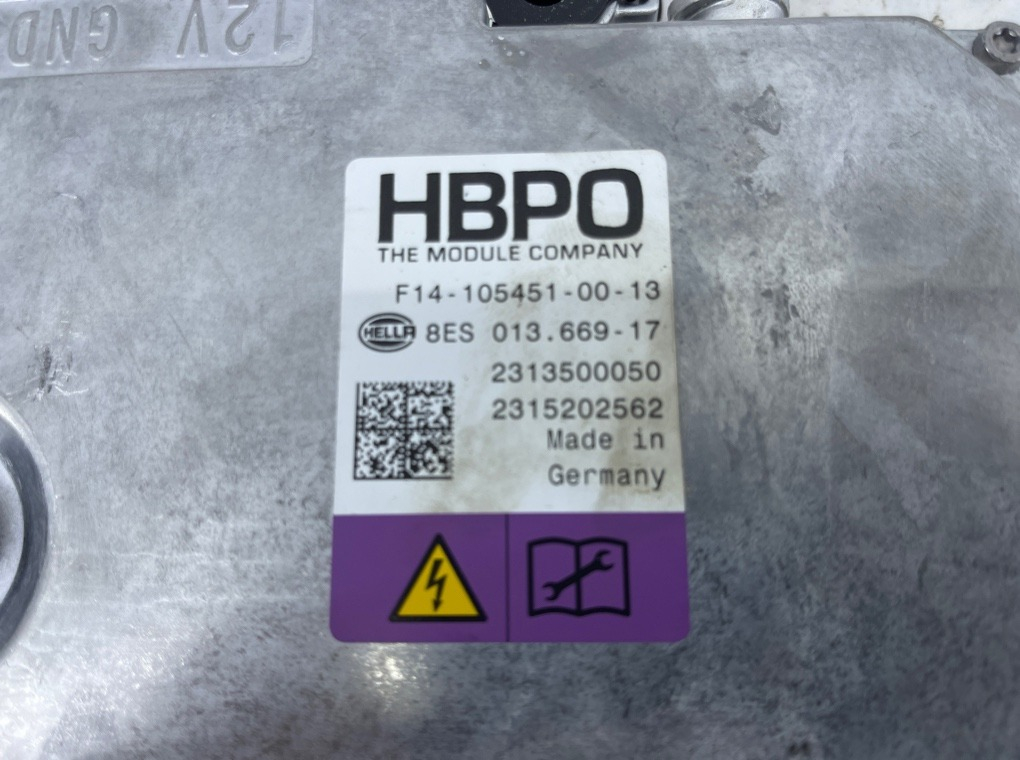 12V GND
HBPO
THE MODULE COMPANY
F14-105451-00-13
HELLA 8ES 013.669-17
2313500050
2315202562
Made in
Germany